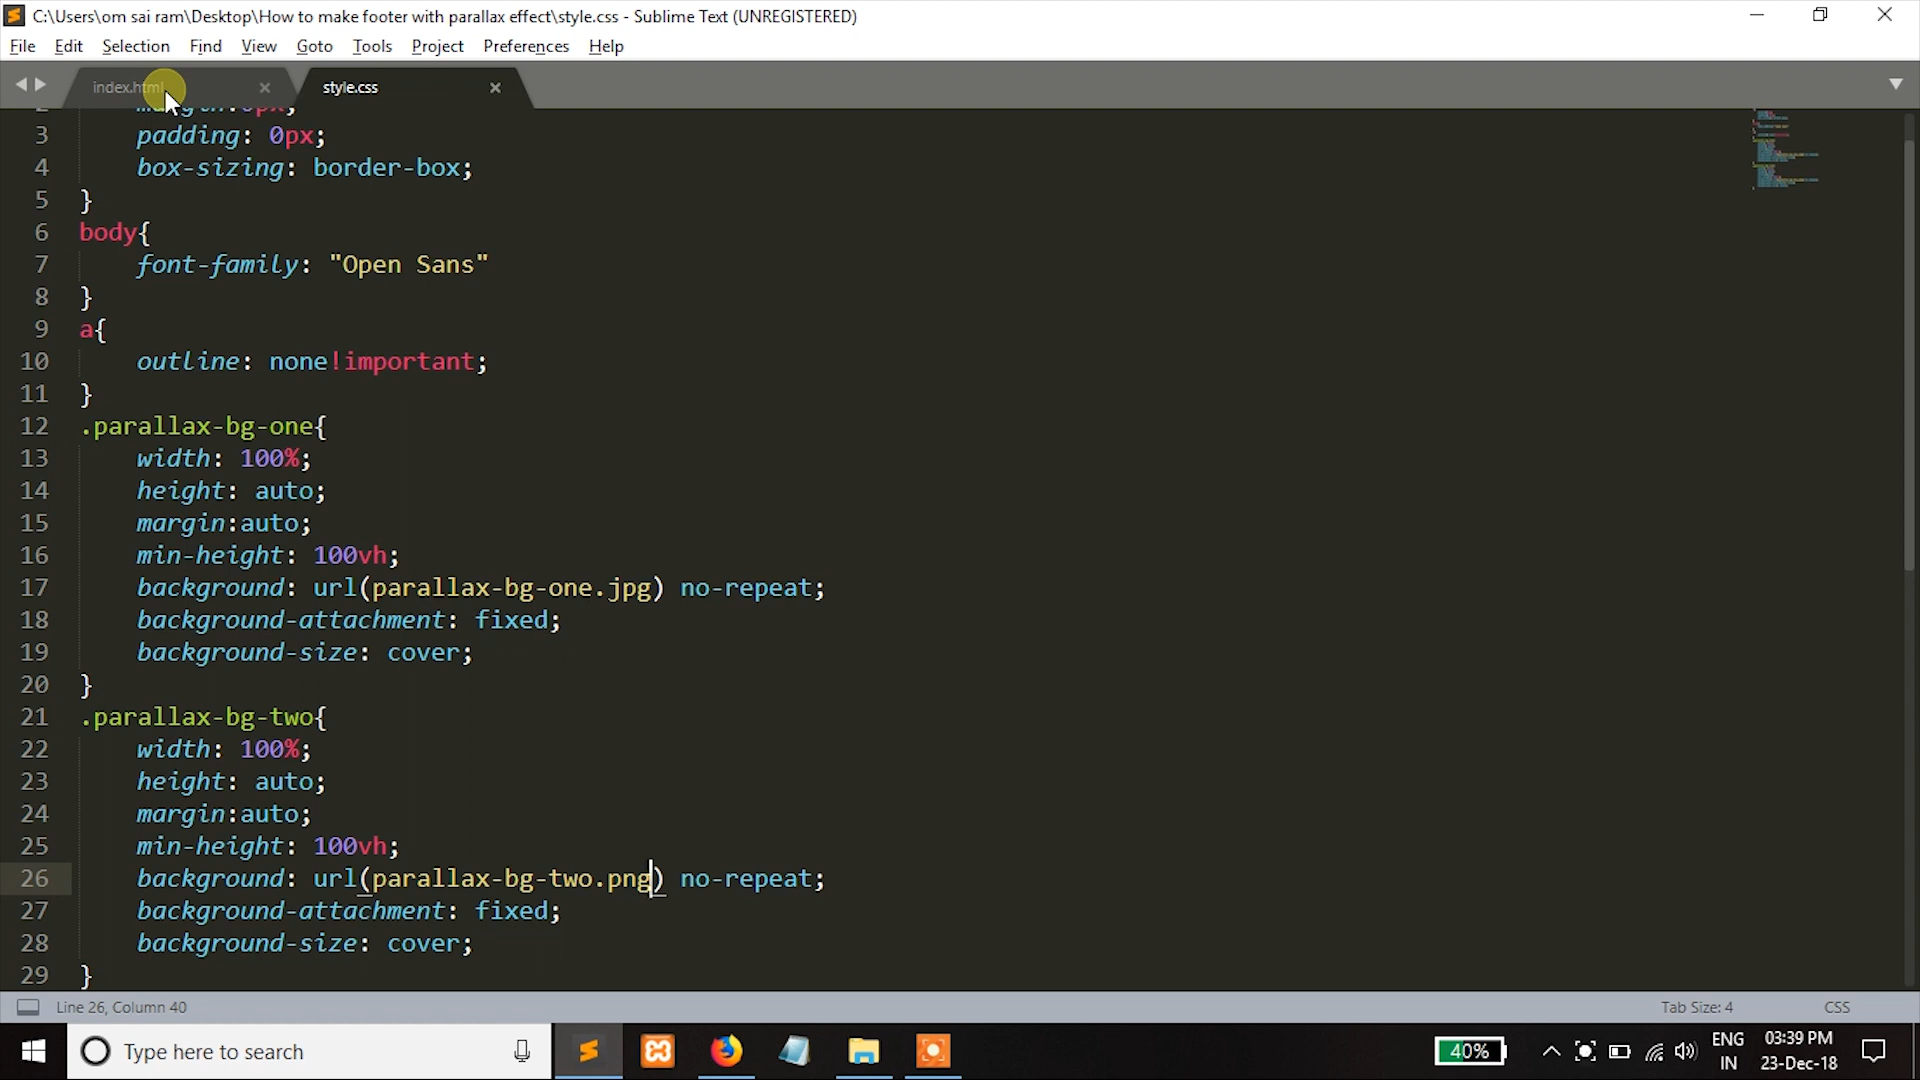 C:\Users\om sai ram\Desktop\How to make footer with parallax effect\style.css - Sublime Text (UNREGISTERED)
File Edit Selection Find View Goto Tools Project Preferences Help
index.html style.css
2 margin:0px;
3 padding: 0px;
4 box-sizing: border-box;
5 }
6 body{
7 font-family: "Open Sans"
8 }
9 a{
10 outline: none!important;
11 }
12 .parallax-bg-one{
13 width: 100%;
14 height: auto;
15 margin:auto;
16 min-height: 100vh;
17 background: url(parallax-bg-one.jpg) no-repeat;
18 background-attachment: fixed;
19 background-size: cover;
20 }
21 .parallax-bg-two{
22 width: 100%;
23 height: auto;
24 margin:auto;
25 min-height: 100vh;
26 background: url(parallax-bg-two.png) no-repeat;
27 background-attachment: fixed;
28 background-size: cover;
29 }
Line 26, Column 40 Tab Size: 4 CSS
Type here to search 40% ENG 03:39 PM
IN 23-Dec-18